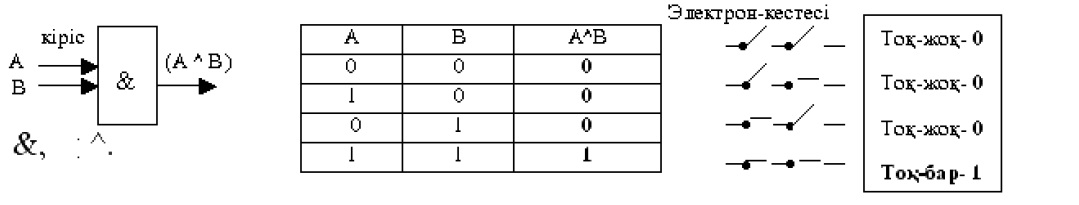 кіріс
A
B
&
(A ^ B)
&, : ^.
A B A^B
0 0 0
1 0 0
0 1 0
1 1 1
Электрон-кестесі
Тоқ-жоқ- 0
Тоқ-жоқ- 0
Тоқ-жоқ- 0
Тоқ-бар- 1